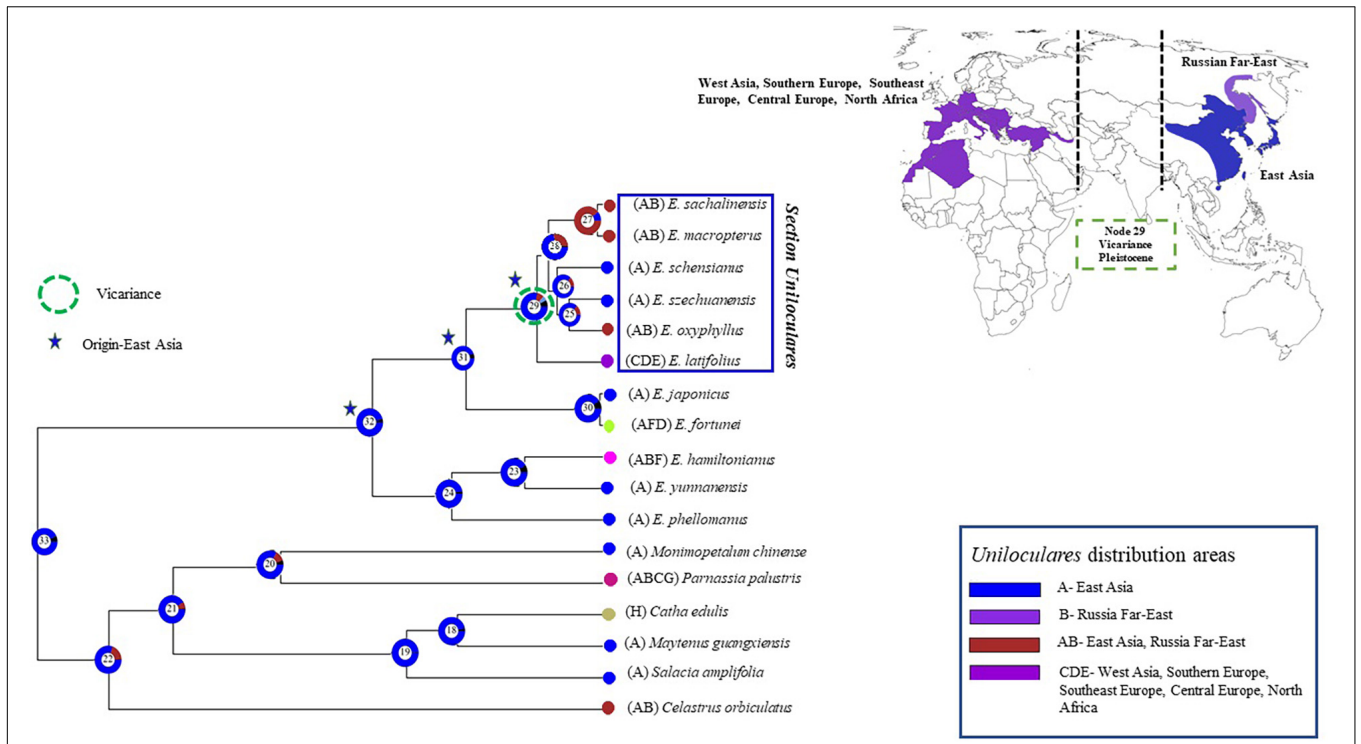 West Asia, Southern Europe, Southeast
Europe, Central Europe, North Africa
Russian Far-East
East Asia
Node 29
Vicariance
Pleistocene
Vicariance
Origin-East Asia
(AB) E. sachalinensis
(AB) E. macropterus
(A) E. schensianus
(A) E. szechuanensis
(AB) E. oxyphyllus
(CDE) E. latifolius
Section Uniloculares
(A) E. japonicus
(AFD) E. fortunei
(ABF) E. hamiltonianus
(A) E. yunnanensis
(A) E. phellomanus
(A) Monimopetalum chinense
(ABCG) Parnassia palustris
(H) Catha edulis
(A) Maytenus guangxiensis
(A) Salacia amplifolia
(AB) Celastrus orbiculatus
27
28
26
29
25
31
30
32
23
24
33
20
21
18
19
22
Uniloculares distribution areas
A- East Asia
B- Russia Far-East
AB- East Asia, Russia Far-East
CDE- West Asia, Southern Europe,
Southeast Europe, Central Europe, North
Africa